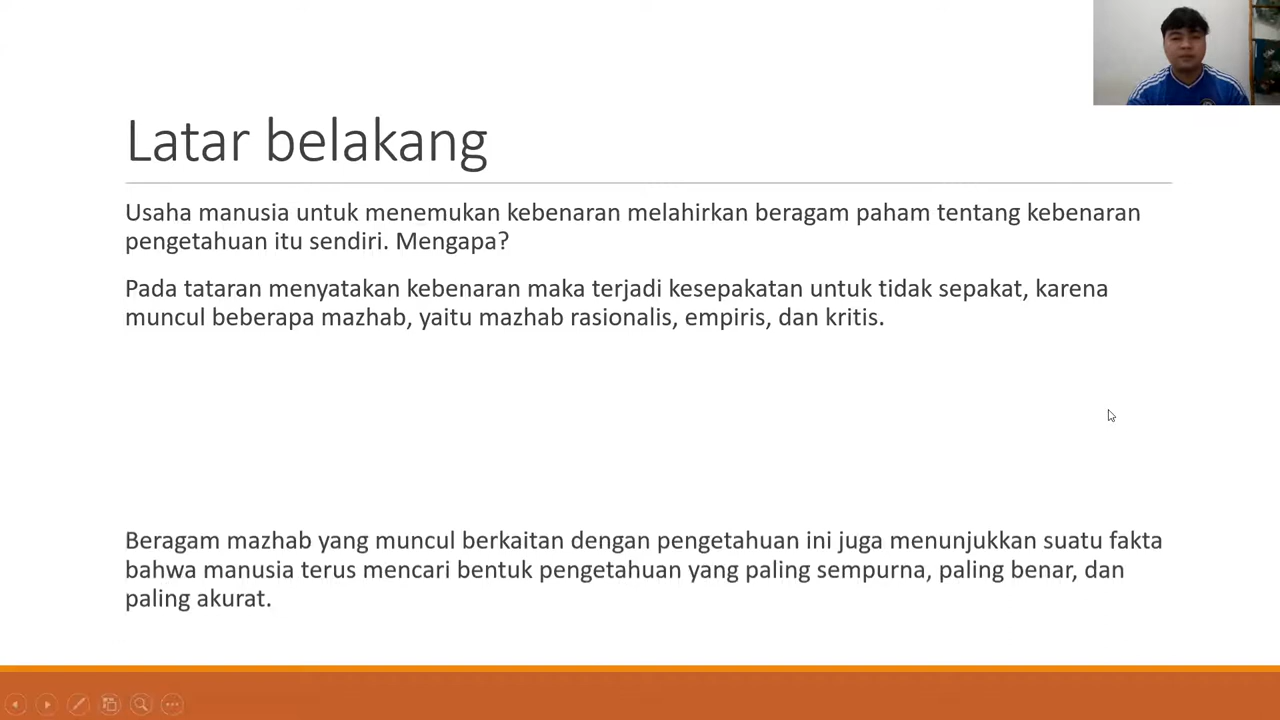 Latar belakang
Usaha manusia untuk menemukan kebenaran melahirkan beragam paham tentang kebenaran
pengetahuan itu sendiri. Mengapa?
Pada tataran menyatakan kebenaran maka terjadi kesepakatan untuk tidak sepakat, karena
muncul beberapa mazhab, yaitu mazhab rasionalis, empiris, dan kritis.
Beragam mazhab yang muncul berkaitan dengan pengetahuan ini juga menunjukkan suatu fakta
bahwa manusia terus mencari bentuk pengetahuan yang paling sempurna, paling benar, dan
paling akurat.